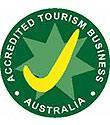 ACCREDITED TOURISM BUSINESS
• AUSTRALIA •